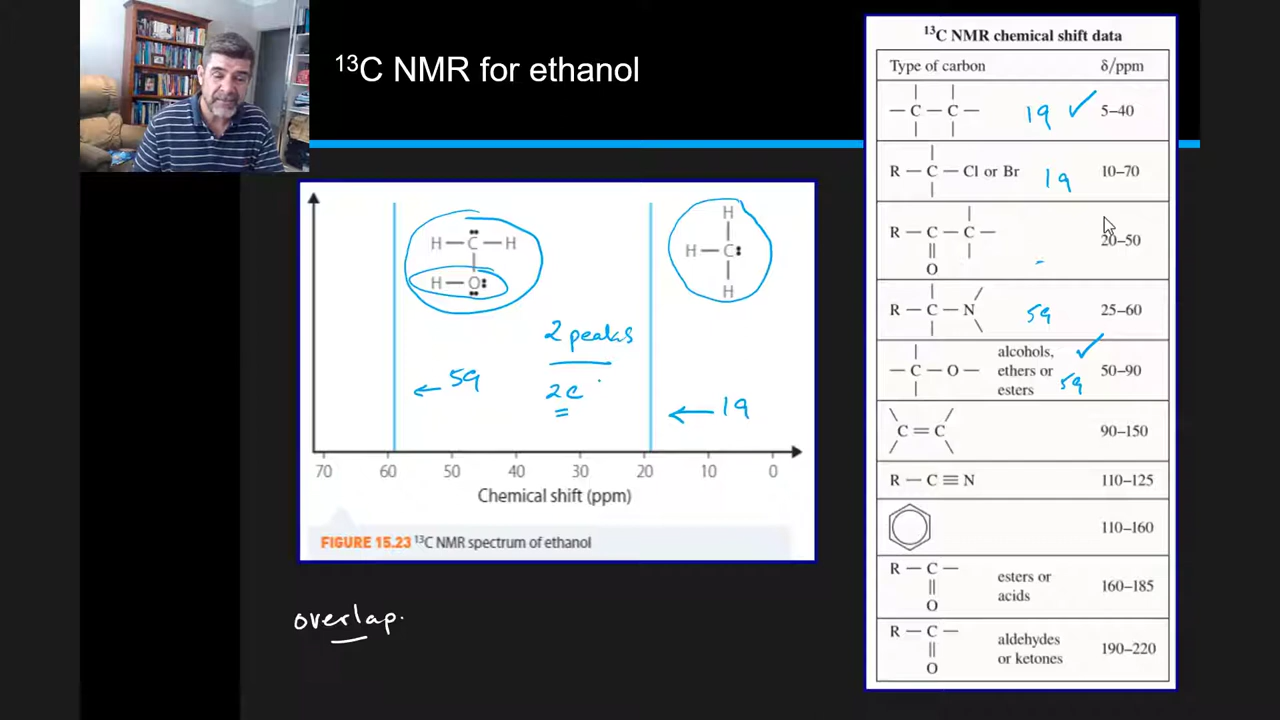 ¹³C NMR for ethanol
H — C — H
H — O
H
H — C
H
2 peaks
2C
← 59
← 19
70 60 50 40 30 20 10 0
Chemical shift (ppm)
FIGURE 15.23 ¹³C NMR spectrum of ethanol
overlap.
¹³C NMR chemical shift data
Type of carbon δ/ppm
— C — C — 19 ✓ 5–40
R — C — Cl or Br 19 10–70
R — C — C — 20–50
O
R — C — N 59 25–60
— C — O — alcohols, ethers or esters ✓ 59 50–90
C = C 90–150
R — C ≡ N 110–125
110–160
R — C — esters or acids 160–185
O
R — C — aldehydes or ketones 190–220
O